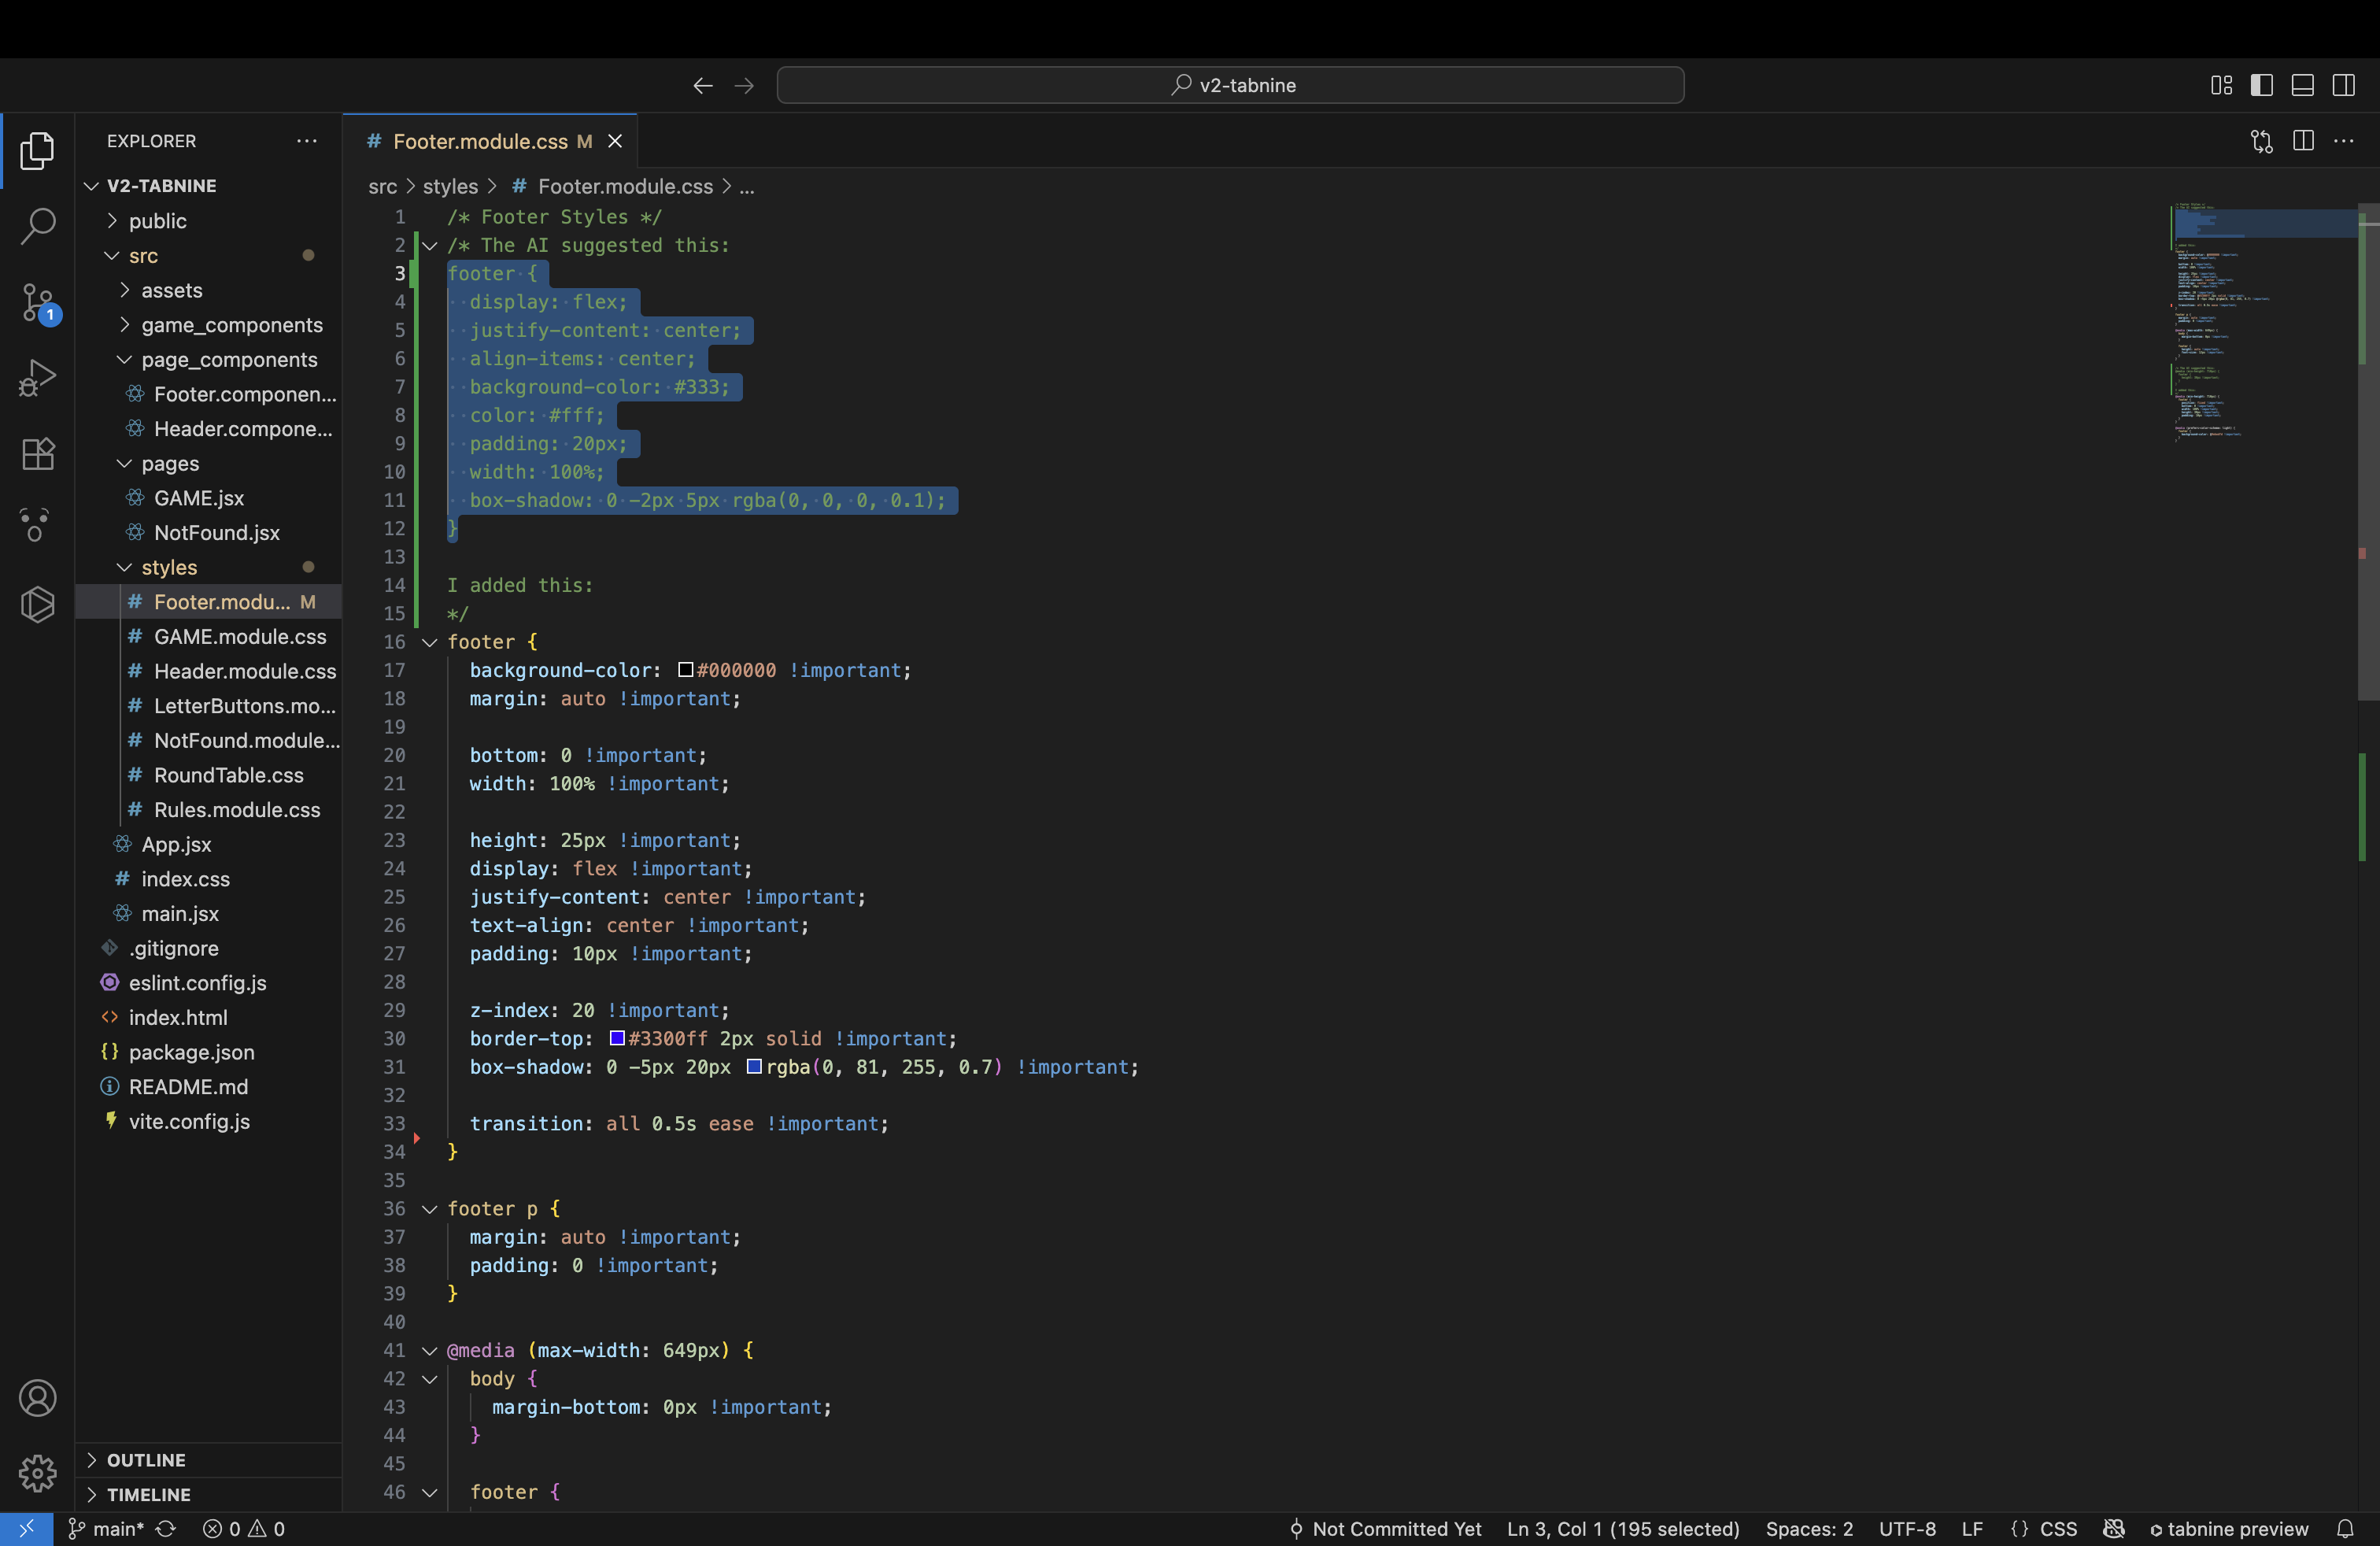 v2-tabnine
EXPLORER
V2-TABNINE
public
src
assets
game_components
page_components
Footer.componen...
Header.compone...
pages
GAME.jsx
NotFound.jsx
styles
# Footer.modu... M
# GAME.module.css
# Header.module.css
# LetterButtons.mo...
# NotFound.module...
# RoundTable.css
# Rules.module.css
App.jsx
# index.css
main.jsx
.gitignore
eslint.config.js
<> index.html
{} package.json
README.md
vite.config.js
OUTLINE
TIMELINE
1
# Footer.module.css M
src > styles > # Footer.module.css > ...
1 /* Footer Styles */
2 /* The AI suggested this:
3 footer {
4 display: flex;
5 justify-content: center;
6 align-items: center;
7 background-color: #333;
8 color: #fff;
9 padding: 20px;
10 width: 100%;
11 box-shadow: 0 -2px 5px rgba(0, 0, 0, 0.1);
12 }
13
14 I added this:
15 */
16 footer {
17 background-color: #000000 !important;
18 margin: auto !important;
19
20 bottom: 0 !important;
21 width: 100% !important;
22
23 height: 25px !important;
24 display: flex !important;
25 justify-content: center !important;
26 text-align: center !important;
27 padding: 10px !important;
28
29 z-index: 20 !important;
30 border-top: #3300ff 2px solid !important;
31 box-shadow: 0 -5px 20px rgba(0, 81, 255, 0.7) !important;
32
33 transition: all 0.5s ease !important;
34 }
35
36 footer p {
37 margin: auto !important;
38 padding: 0 !important;
39 }
40
41 @media (max-width: 649px) {
42 body {
43 margin-bottom: 0px !important;
44 }
45
46 footer {
main* 0 0 Not Committed Yet Ln 3, Col 1 (195 selected) Spaces: 2 UTF-8 LF {} CSS tabnine preview